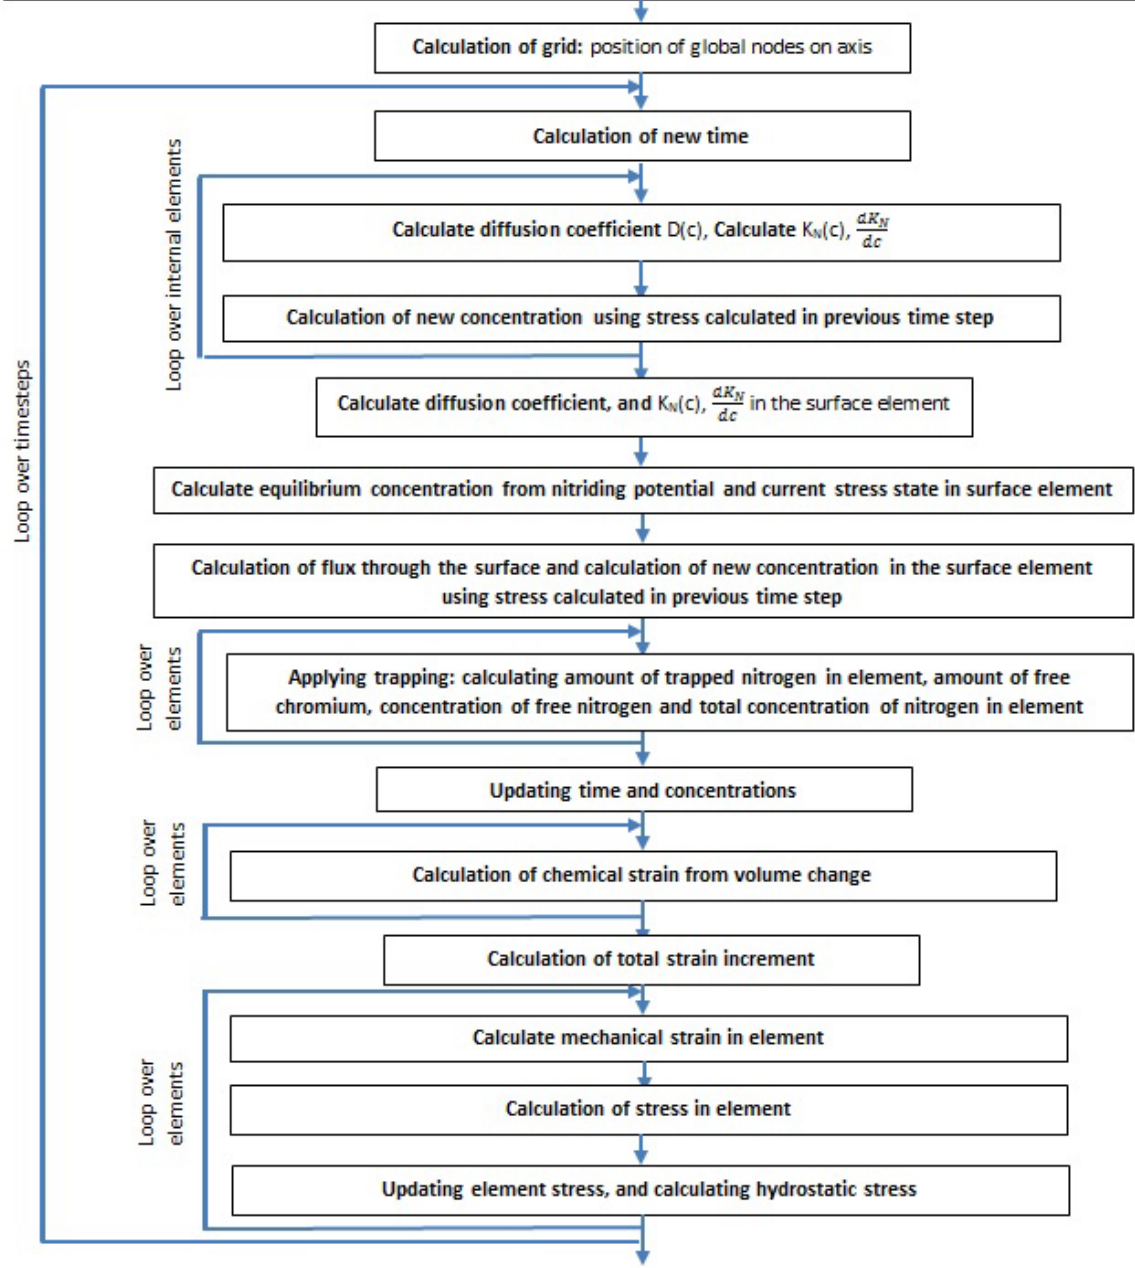 Calculation of grid: position of global nodes on axis
Calculation of new time
Loop over internal elements
Calculate diffusion coefficient D(c), Calculate K_N(c), dK_N/dc
Calculation of new concentration using stress calculated in previous time step
Loop over timesteps
Calculate diffusion coefficient, and K_N(c), dK_N/dc in the surface element
Calculate equilibrium concentration from nitriding potential and current stress state in surface element
Calculation of flux through the surface and calculation of new concentration in the surface element
using stress calculated in previous time step
Loop over
elements
Applying trapping: calculating amount of trapped nitrogen in element, amount of free
chromium, concentration of free nitrogen and total concentration of nitrogen in element
Updating time and concentrations
Loop over
elements
Calculation of chemical strain from volume change
Calculation of total strain increment
Loop over
elements
Calculate mechanical strain in element
Calculation of stress in element
Updating element stress, and calculating hydrostatic stress